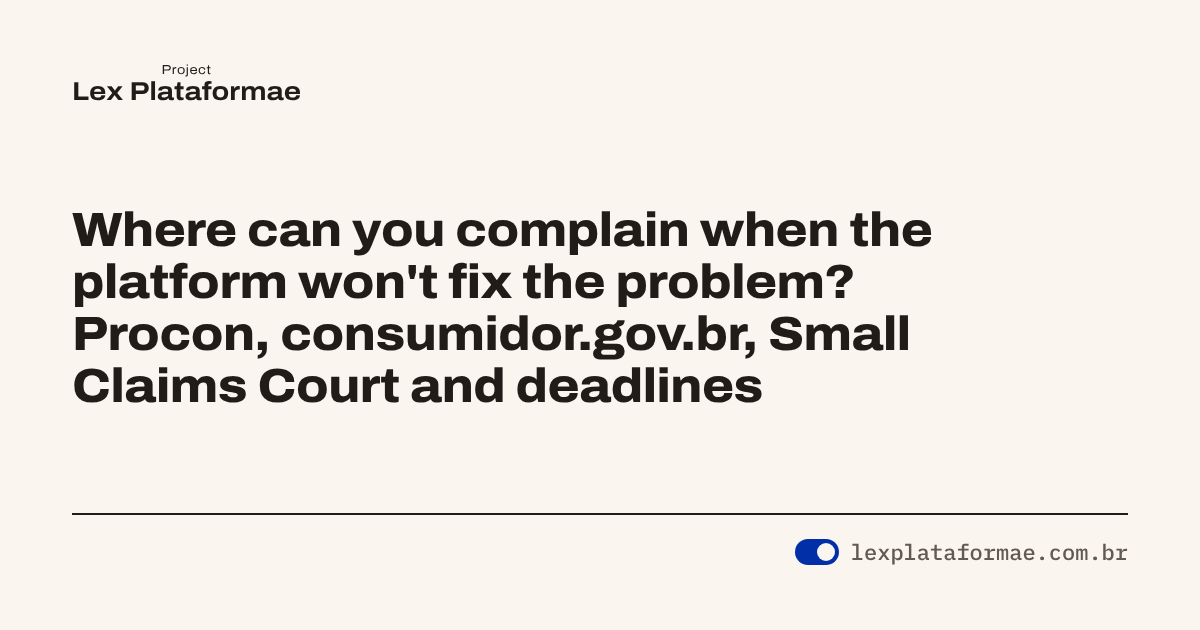 Project
Lex Plataformae
Where can you complain when the
platform won't fix the problem?
Procon, consumidor.gov.br, Small
Claims Court and deadlines
lexplataformae.com.br